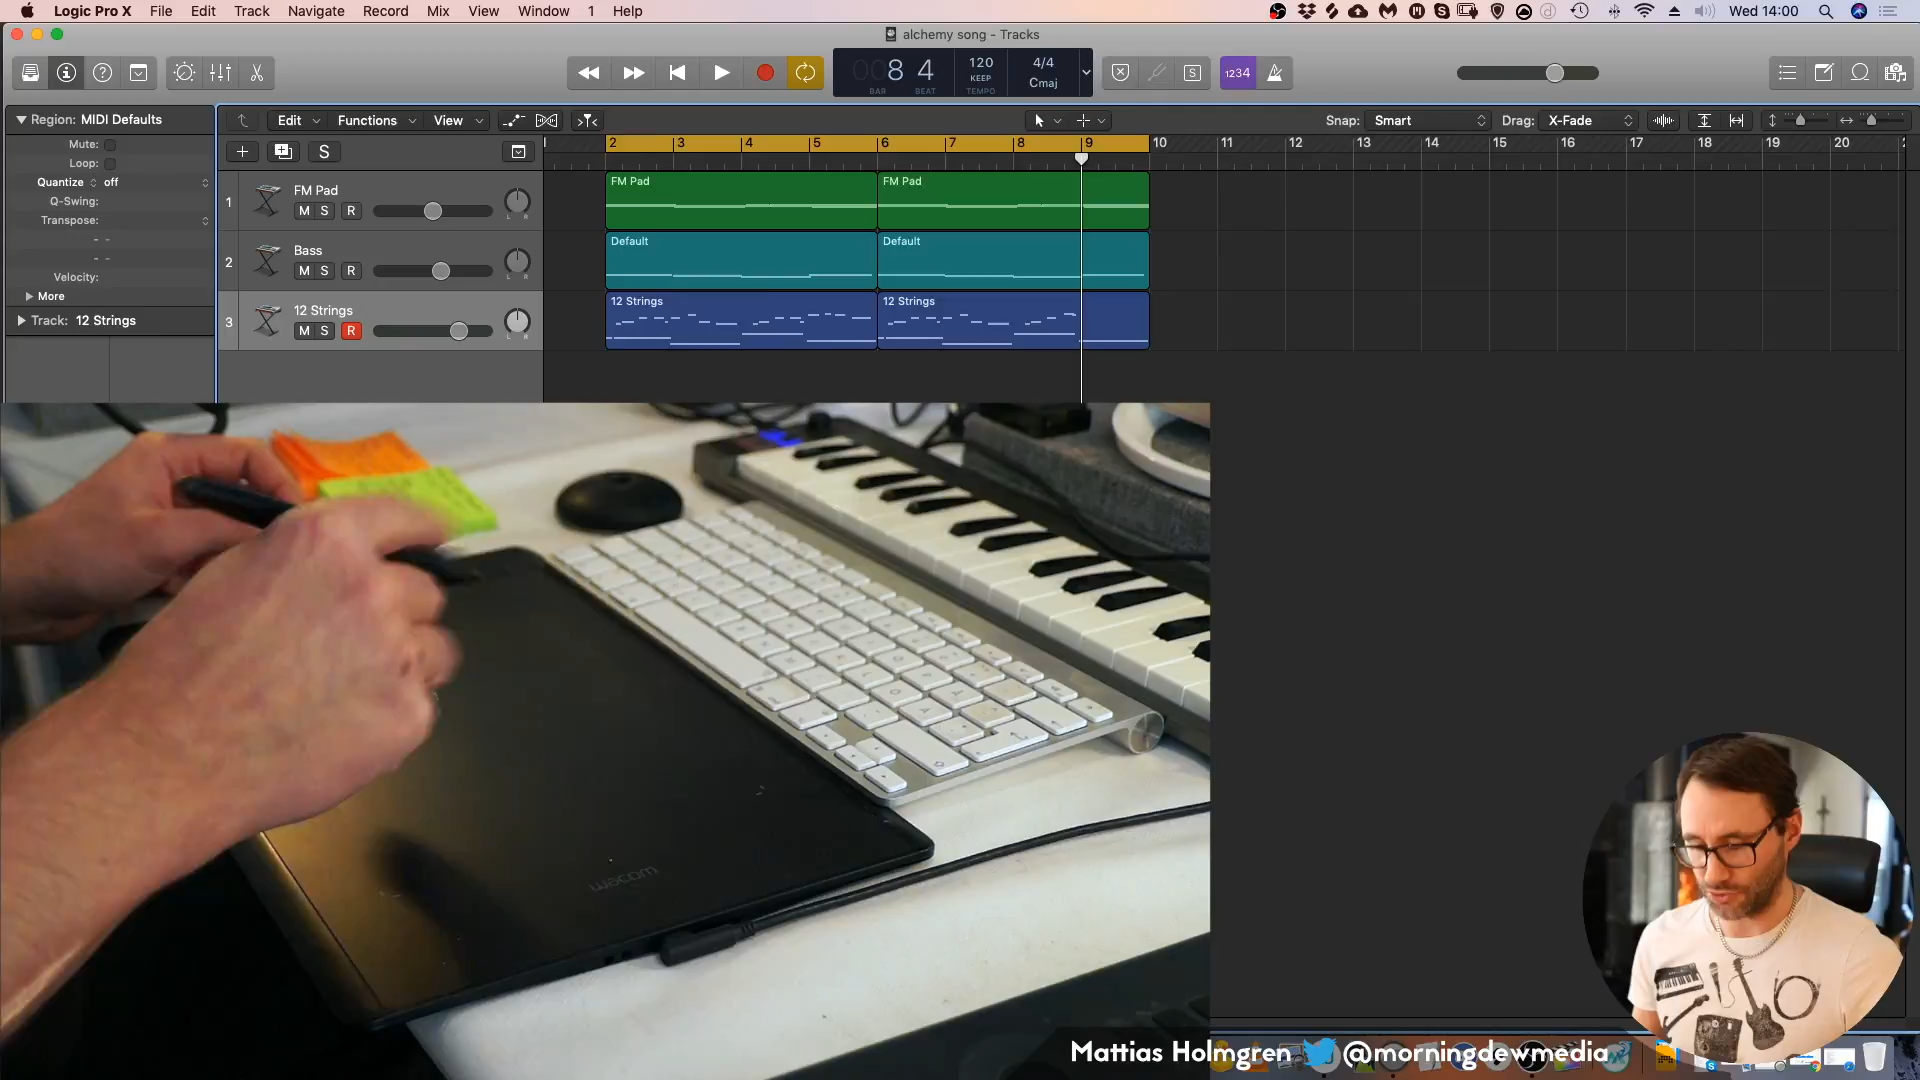 Logic Pro X File Edit Track Navigate Record Mix View Window 1 Help Wed 14:00
alchemy song - Tracks
008 4 120 4/4
KEEP Cmaj
BAR BEAT TEMPO
S 1234
Region: MIDI Defaults
Edit Functions View Snap: Smart Drag: X-Fade
Mute:
Loop:
Quantize off
Q-Swing:
Transpose:
Velocity:
More
Track: 12 Strings
S 2 3 4 5 6 7 8 9 10 11 12 13 14 15 16 17 18 19 20
1 FM Pad
M S R L R
2 Bass
M S R L R
3 12 Strings
M S R L R
FM Pad FM Pad
Default Default
12 Strings 12 Strings
wacom
Mattias Holmgren @morningdewmedia